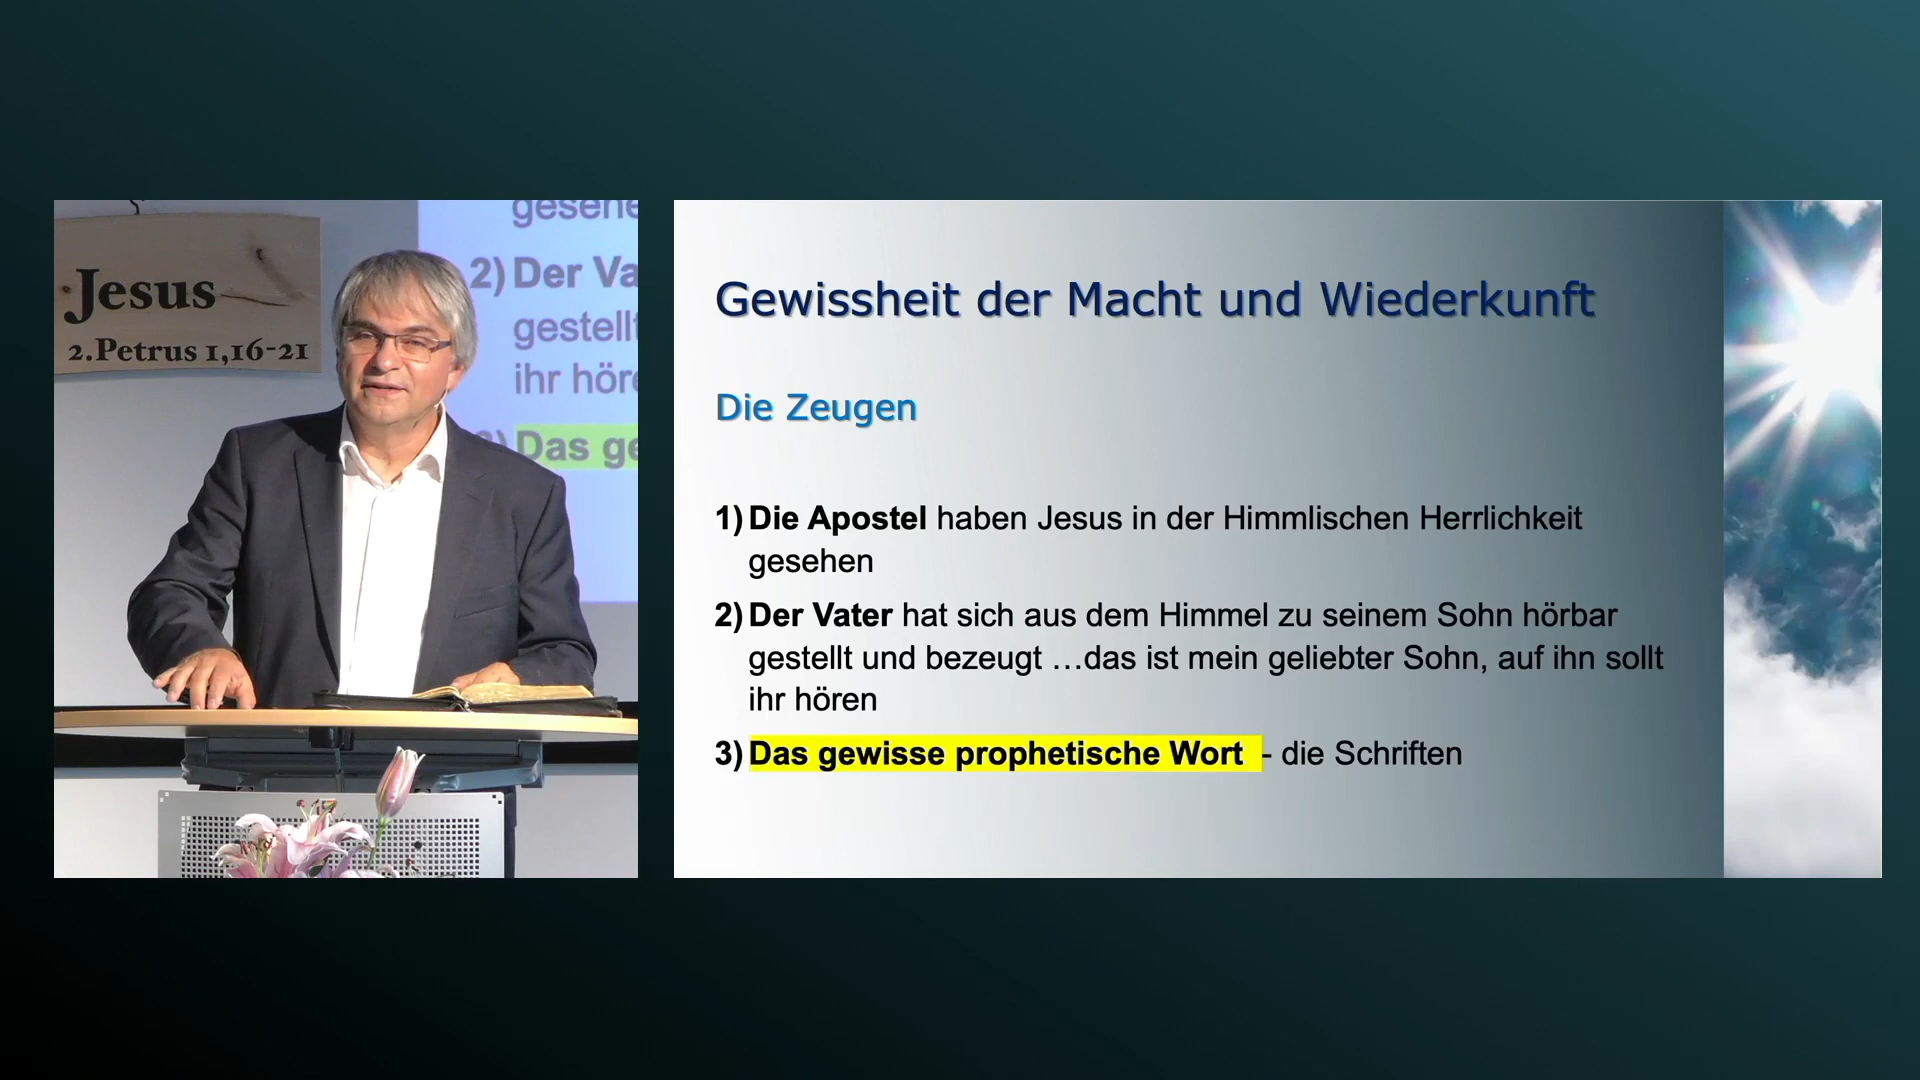 Jesus
2.Petrus 1,16-21
gesehe
2) Der Va
gestellt
ihr höre
3) Das ge
Gewissheit der Macht und Wiederkunft
Die Zeugen
1) Die Apostel haben Jesus in der Himmlischen Herrlichkeit
gesehen
2) Der Vater hat sich aus dem Himmel zu seinem Sohn hörbar
gestellt und bezeugt …das ist mein geliebter Sohn, auf ihn sollt
ihr hören
3) Das gewisse prophetische Wort - die Schriften